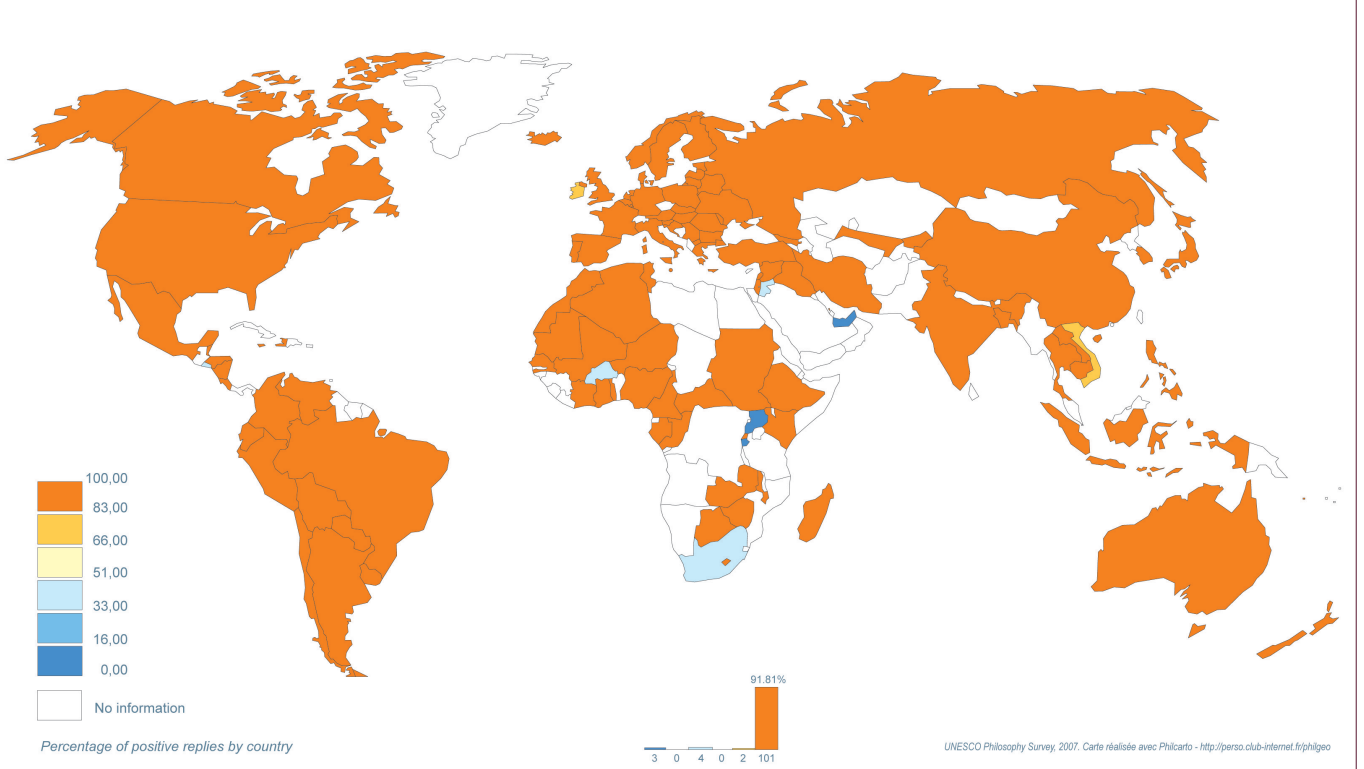 100,00
83,00
66,00
51,00
33,00
16,00
0,00
No information
Percentage of positive replies by country
91.81%
3 0 4 0 2 101
UNESCO Philosophy Survey, 2007. Carte réalisée avec Philcarto - http://perso.club-internet.fr/philgeo